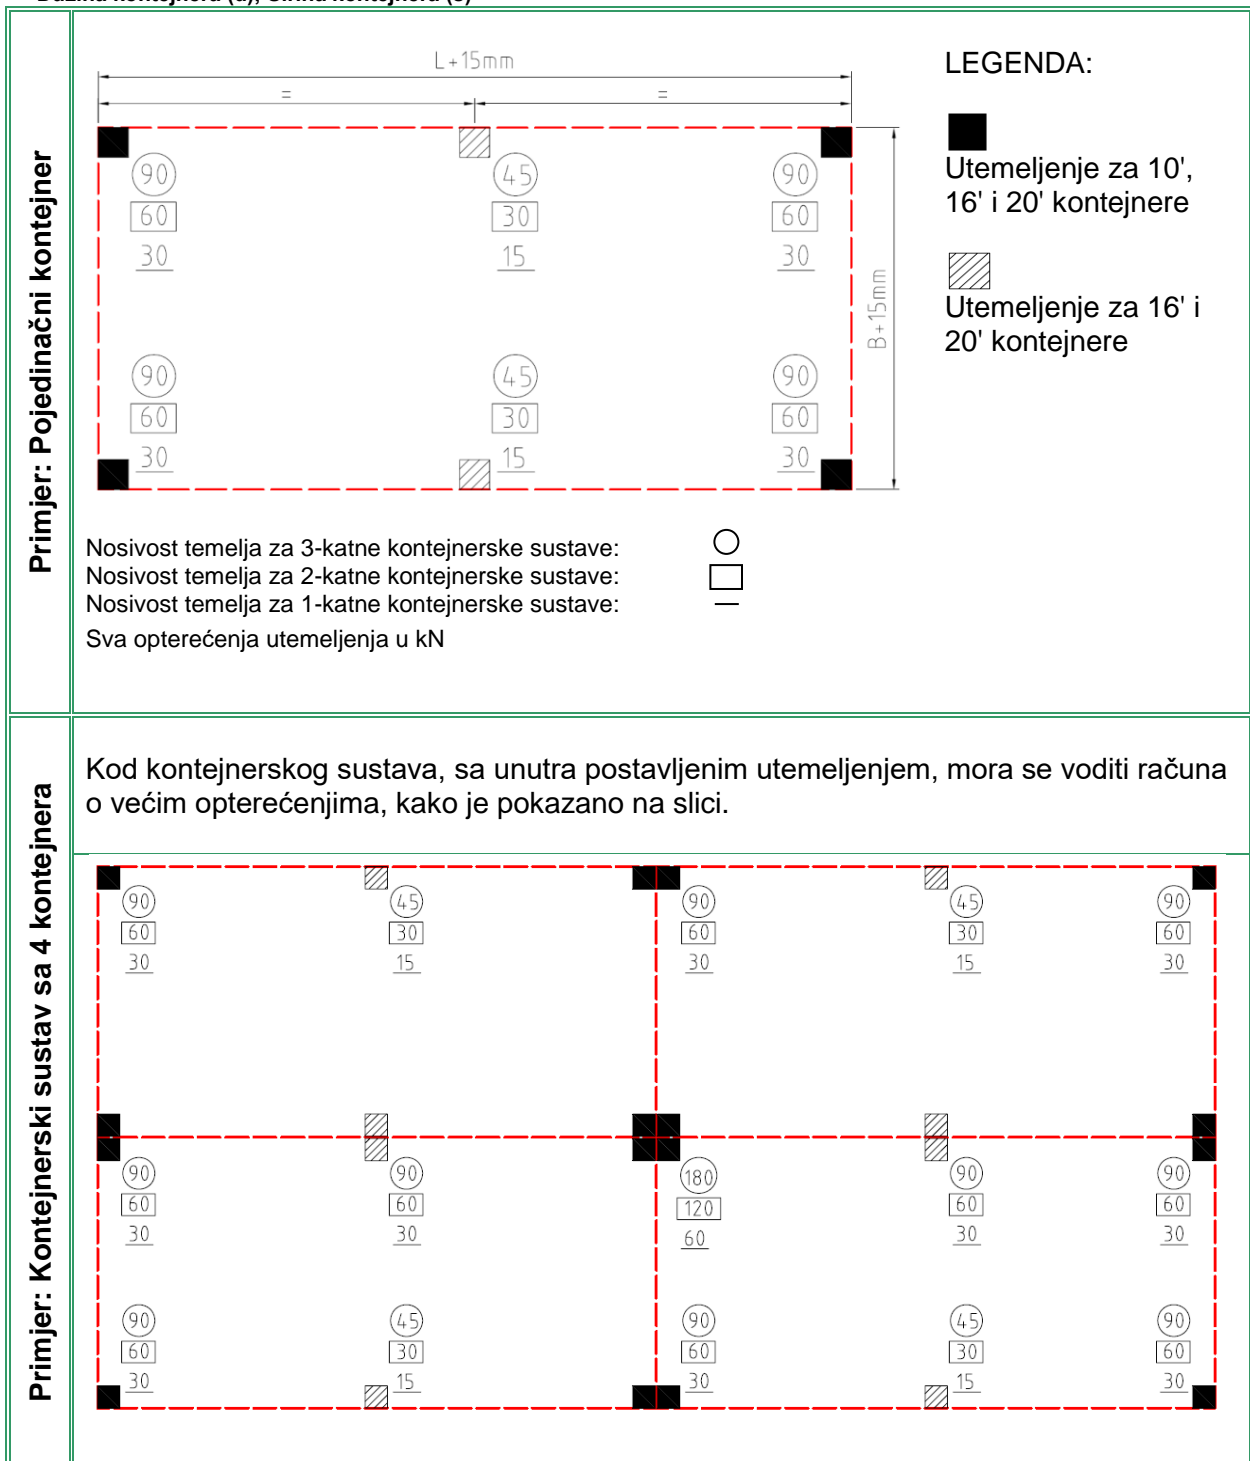 Dužina kontejnera (d), Širina kontejnera (š)
Primjer: Pojedinačni kontejner
L+15mm
= =
B+15mm
90 45 90
60 30 60
30 15 30
90 45 90
60 30 60
30 15 30
LEGENDA:
Utemeljenje za 10',
16' i 20' kontejnere
Utemeljenje za 16' i
20' kontejnere
Nosivost temelja za 3-katne kontejnerske sustave:
Nosivost temelja za 2-katne kontejnerske sustave:
Nosivost temelja za 1-katne kontejnerske sustave:
Sva opterećenja utemeljenja u kN
Primjer: Kontejnerski sustav sa 4 kontejnera
Kod kontejnerskog sustava, sa unutra postavljenim utemeljenjem, mora se voditi računa
o većim opterećenjima, kako je pokazano na slici.
90 45 90 45 90
60 30 60 30 60
30 15 30 15 30
90 90 180 90 90
60 60 120 60 60
30 30 60 30 30
90 45 90 45 90
60 30 60 30 60
30 15 30 15 30